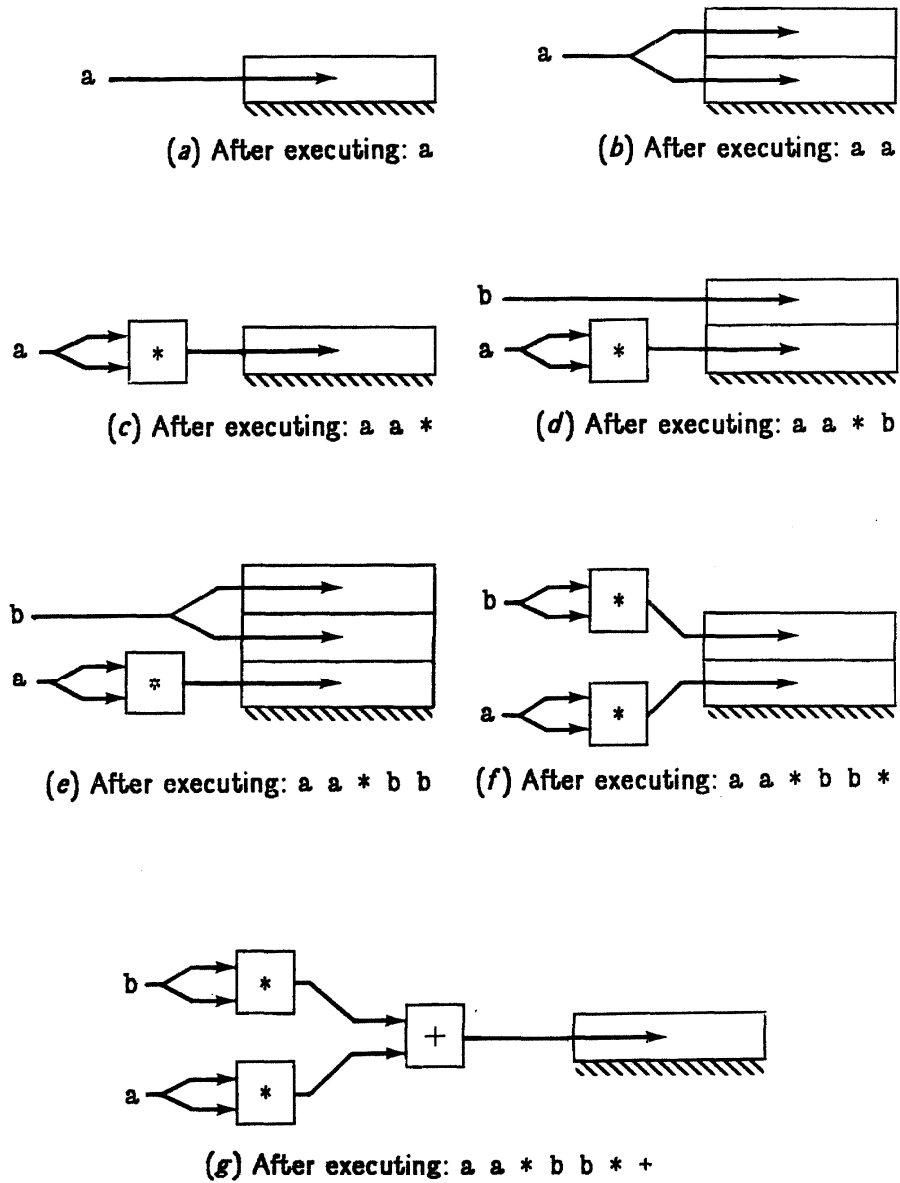 a
a
(a) After executing: a
(b) After executing: a a
a
*
b
a
*
(c) After executing: a a *
(d) After executing: a a * b
b
a
*
b
*
a
*
(e) After executing: a a * b b
(f) After executing: a a * b b *
b
*
+
a
*
(g) After executing: a a * b b * +